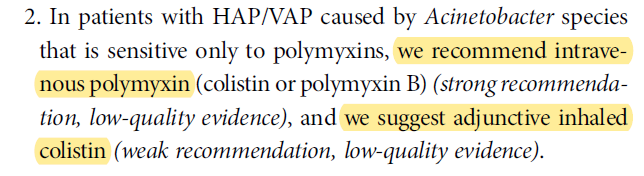 2. In patients with HAP/VAP caused by Acinetobacter species
that is sensitive only to polymyxins, we recommend intrave-
nous polymyxin (colistin or polymyxin B) (strong recommenda-
tion, low-quality evidence), and we suggest adjunctive inhaled
colistin (weak recommendation, low-quality evidence).